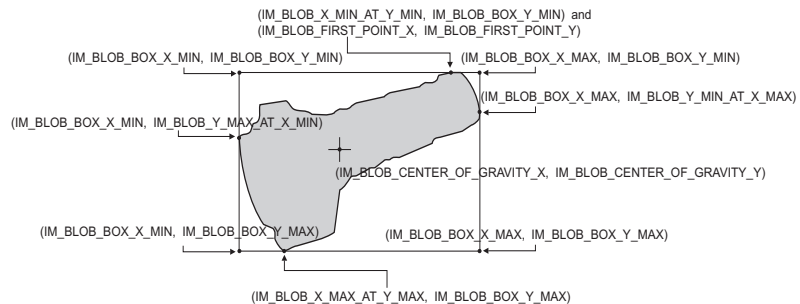 (IM_BLOB_X_MIN_AT_Y_MIN, IM_BLOB_BOX_Y_MIN) and
(IM_BLOB_FIRST_POINT_X, IM_BLOB_FIRST_POINT_Y)
(IM_BLOB_BOX_X_MIN, IM_BLOB_BOX_Y_MIN)
(IM_BLOB_BOX_X_MAX, IM_BLOB_BOX_Y_MIN)
(IM_BLOB_BOX_X_MAX, IM_BLOB_Y_MIN_AT_X_MAX)
(IM_BLOB_BOX_X_MIN, IM_BLOB_Y_MAX_AT_X_MIN)
(IM_BLOB_CENTER_OF_GRAVITY_X, IM_BLOB_CENTER_OF_GRAVITY_Y)
(IM_BLOB_BOX_X_MIN, IM_BLOB_BOX_Y_MAX)
(IM_BLOB_BOX_X_MAX, IM_BLOB_BOX_Y_MAX)
(IM_BLOB_X_MAX_AT_Y_MAX, IM_BLOB_BOX_Y_MAX)